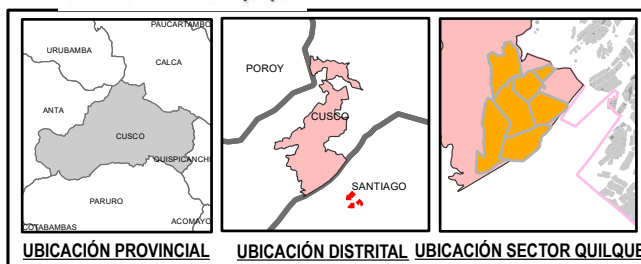 PAUCARTAMBO
URUBAMBA
CALCA
ANTA
CUSCO
QUISPICANCHI
PARURO
ACOMAYO
COTABAMBAS
UBICACIÓN PROVINCIAL
POROY
CUSCO
SANTIAGO
UBICACIÓN DISTRITAL
UBICACIÓN SECTOR QUILQUE